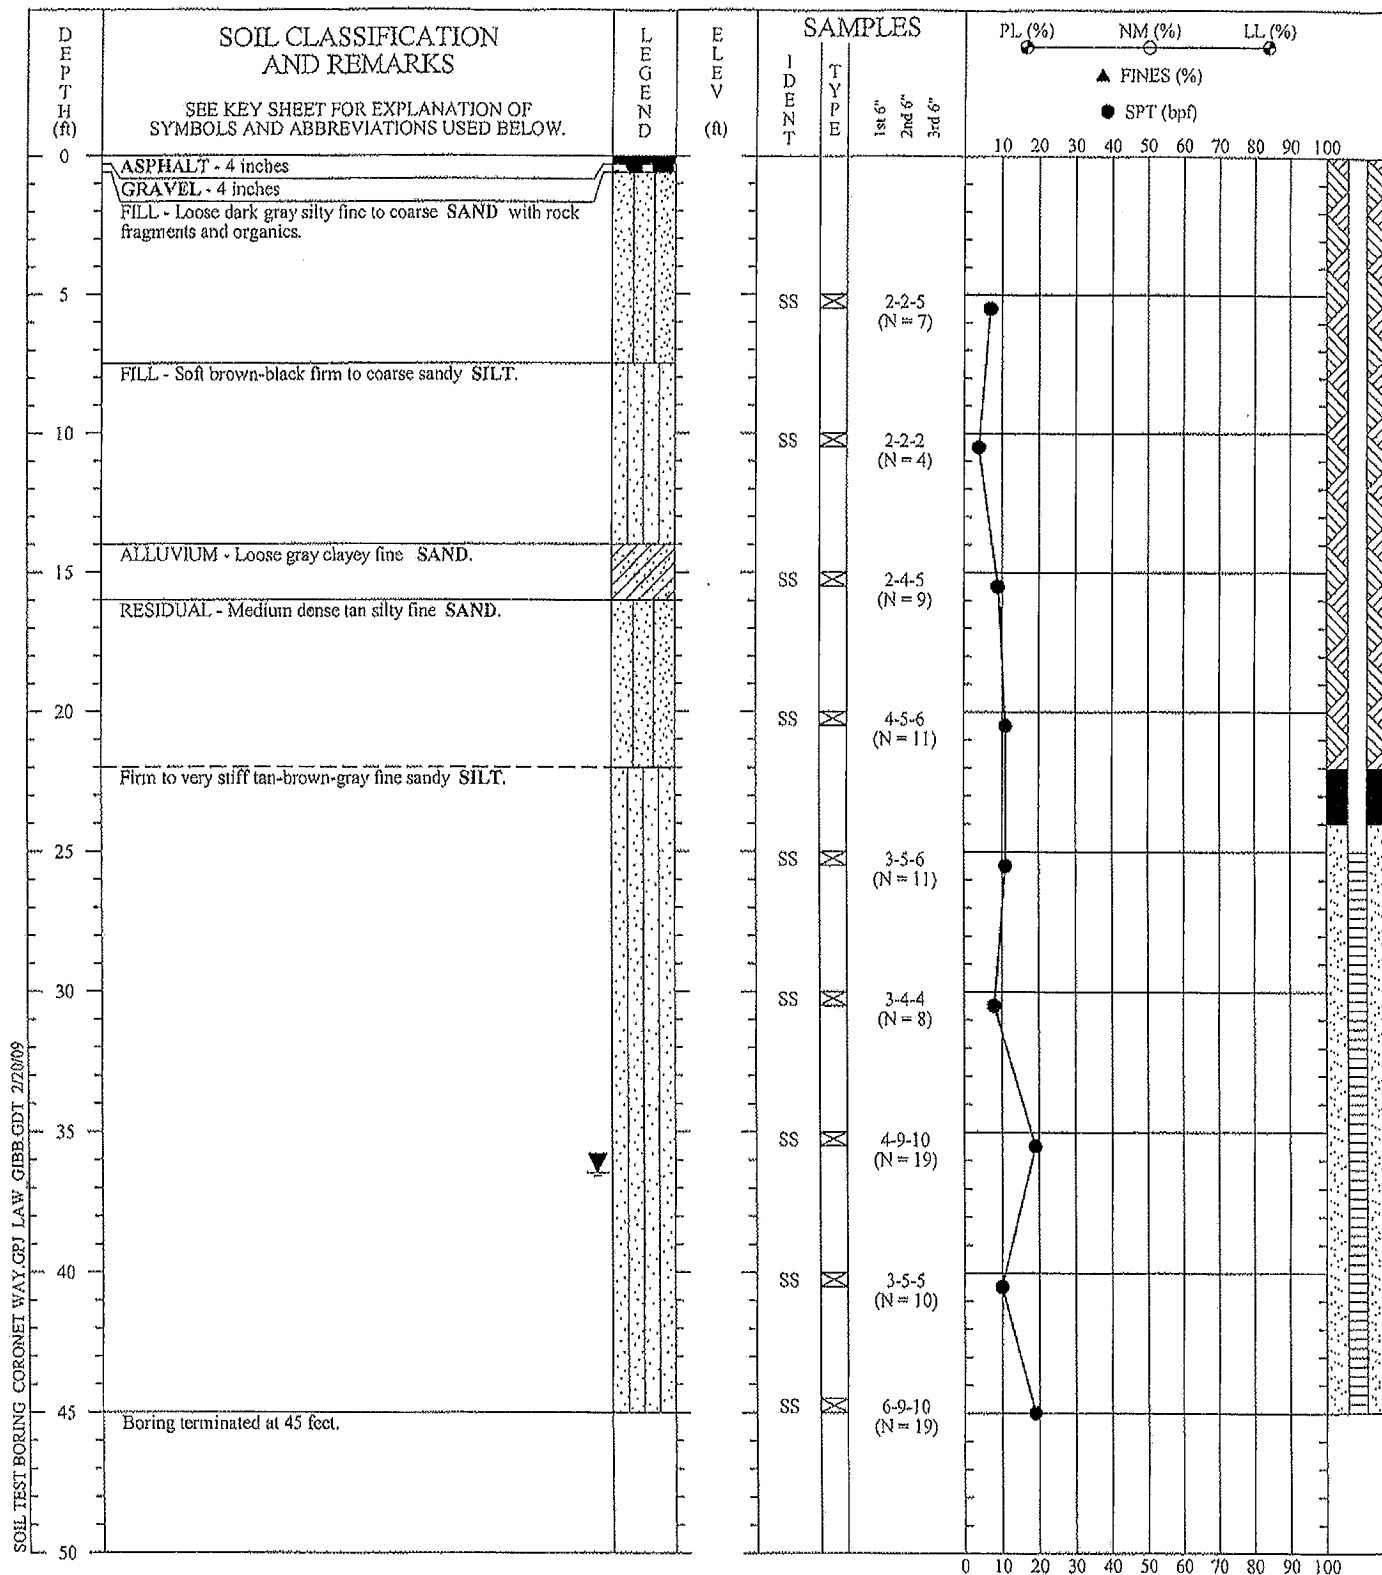 DEPTH (ft)
SOIL CLASSIFICATION
AND REMARKS
SEE KEY SHEET FOR EXPLANATION OF
SYMBOLS AND ABBREVIATIONS USED BELOW.
LEGEND
ELEV (ft)
SAMPLES
IDENT
TYPE
1st 6"
2nd 6"
3rd 6"
PL (%) NM (%) LL (%)
▲ FINES (%)
● SPT (bpf)
10 20 30 40 50 60 70 80 90 100
0
ASPHALT - 4 inches
GRAVEL - 4 inches
FILL - Loose dark gray silty fine to coarse SAND with rock
fragments and organics.
5
SS
2-2-5
(N = 7)
FILL - Soft brown-black firm to coarse sandy SILT.
10
SS
2-2-2
(N = 4)
ALLUVIUM - Loose gray clayey fine SAND.
15
SS
2-4-5
(N = 9)
RESIDUAL - Medium dense tan silty fine SAND.
20
SS
4-5-6
(N = 11)
Firm to very stiff tan-brown-gray fine sandy SILT.
25
SS
3-5-6
(N = 11)
30
SS
3-4-4
(N = 8)
35
SS
4-9-10
(N = 19)
40
SS
3-5-5
(N = 10)
45
Boring terminated at 45 feet.
SS
6-9-10
(N = 19)
50
0 10 20 30 40 50 60 70 80 90 100
SOIL TEST BORING CORONET WAY.GPJ LAW_GIBB.GDT 2/20/09